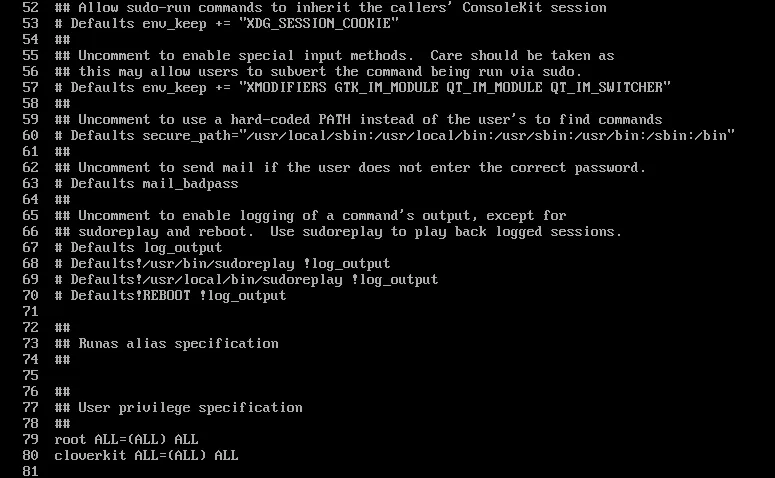 52 ## Allow sudo-run commands to inherit the callers' ConsoleKit session
53 # Defaults env_keep += "XDG_SESSION_COOKIE"
54 ##
55 ## Uncomment to enable special input methods.  Care should be taken as
56 ## this may allow users to subvert the command being run via sudo.
57 # Defaults env_keep += "XMODIFIERS GTK_IM_MODULE QT_IM_MODULE QT_IM_SWITCHER"
58 ##
59 ## Uncomment to use a hard-coded PATH instead of the user's to find commands
60 # Defaults secure_path="/usr/local/sbin:/usr/local/bin:/usr/sbin:/usr/bin:/sbin:/bin"
61 ##
62 ## Uncomment to send mail if the user does not enter the correct password.
63 # Defaults mail_badpass
64 ##
65 ## Uncomment to enable logging of a command's output, except for
66 ## sudoreplay and reboot.  Use sudoreplay to play back logged sessions.
67 # Defaults log_output
68 # Defaults!/usr/bin/sudoreplay !log_output
69 # Defaults!/usr/local/bin/sudoreplay !log_output
70 # Defaults!REBOOT !log_output
71
72 ##
73 ## Runas alias specification
74 ##
75
76 ##
77 ## User privilege specification
78 ##
79 root ALL=(ALL) ALL
80 cloverkit ALL=(ALL) ALL
81